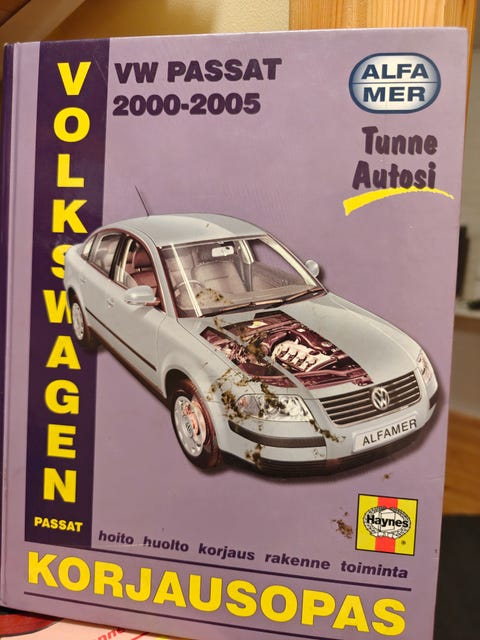 VW PASSAT
2000-2005
ALFA
MER
Tunne
Autosi
VOLKSWAGEN
PASSAT
ALFAMER
Haynes
hoito huolto korjaus rakenne toiminta
KORJAUSOPAS